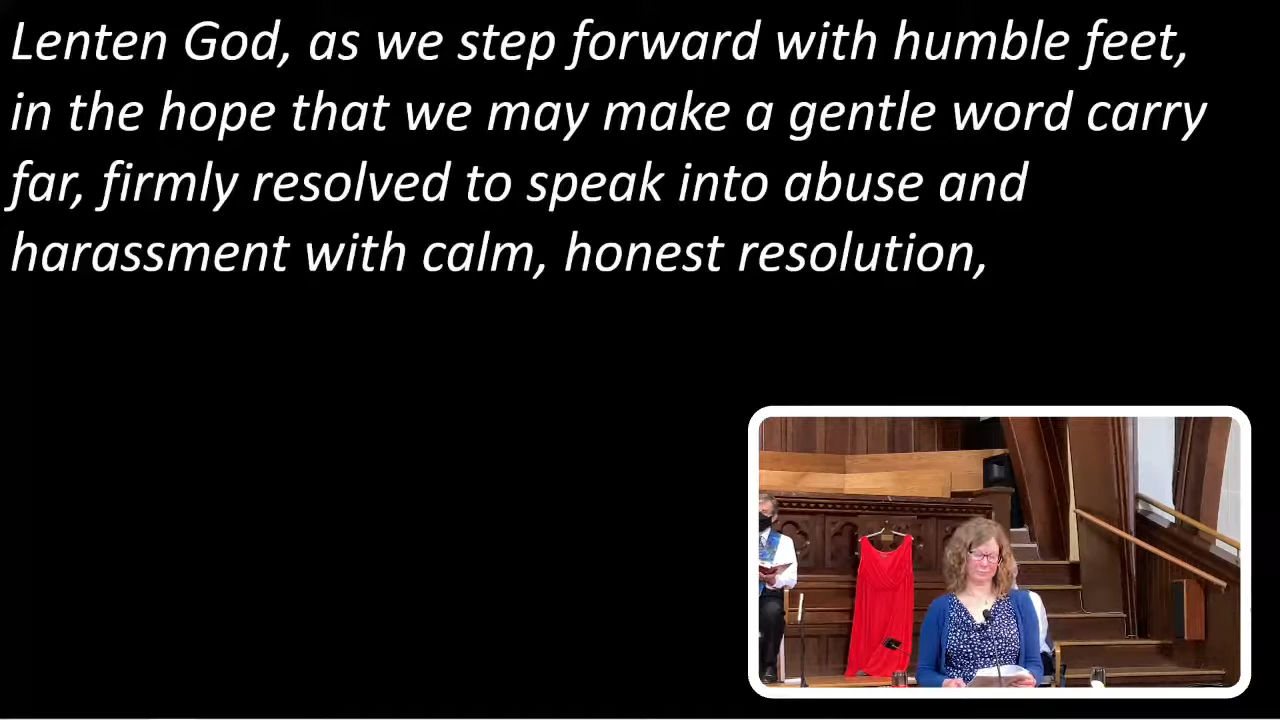 Lenten God, as we step forward with humble feet,
in the hope that we may make a gentle word carry
far, firmly resolved to speak into abuse and
harassment with calm, honest resolution,